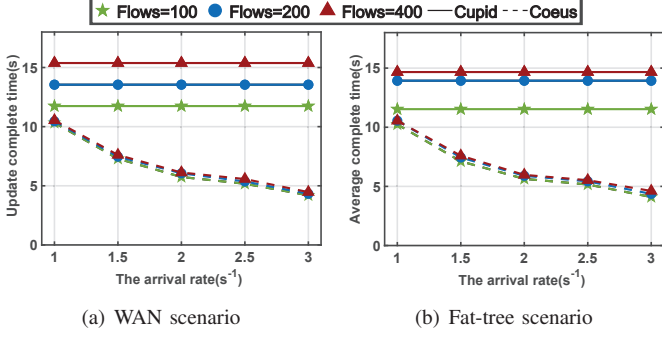 Flows=100 Flows=200 Flows=400 Cupid Coeus
Update complete time(s)
15
10
5
0
1 1.5 2 2.5 3
The arrival rate(s⁻¹)
(a) WAN scenario
Average complete time(s)
15
10
5
0
1 1.5 2 2.5 3
The arrival rate(s⁻¹)
(b) Fat-tree scenario